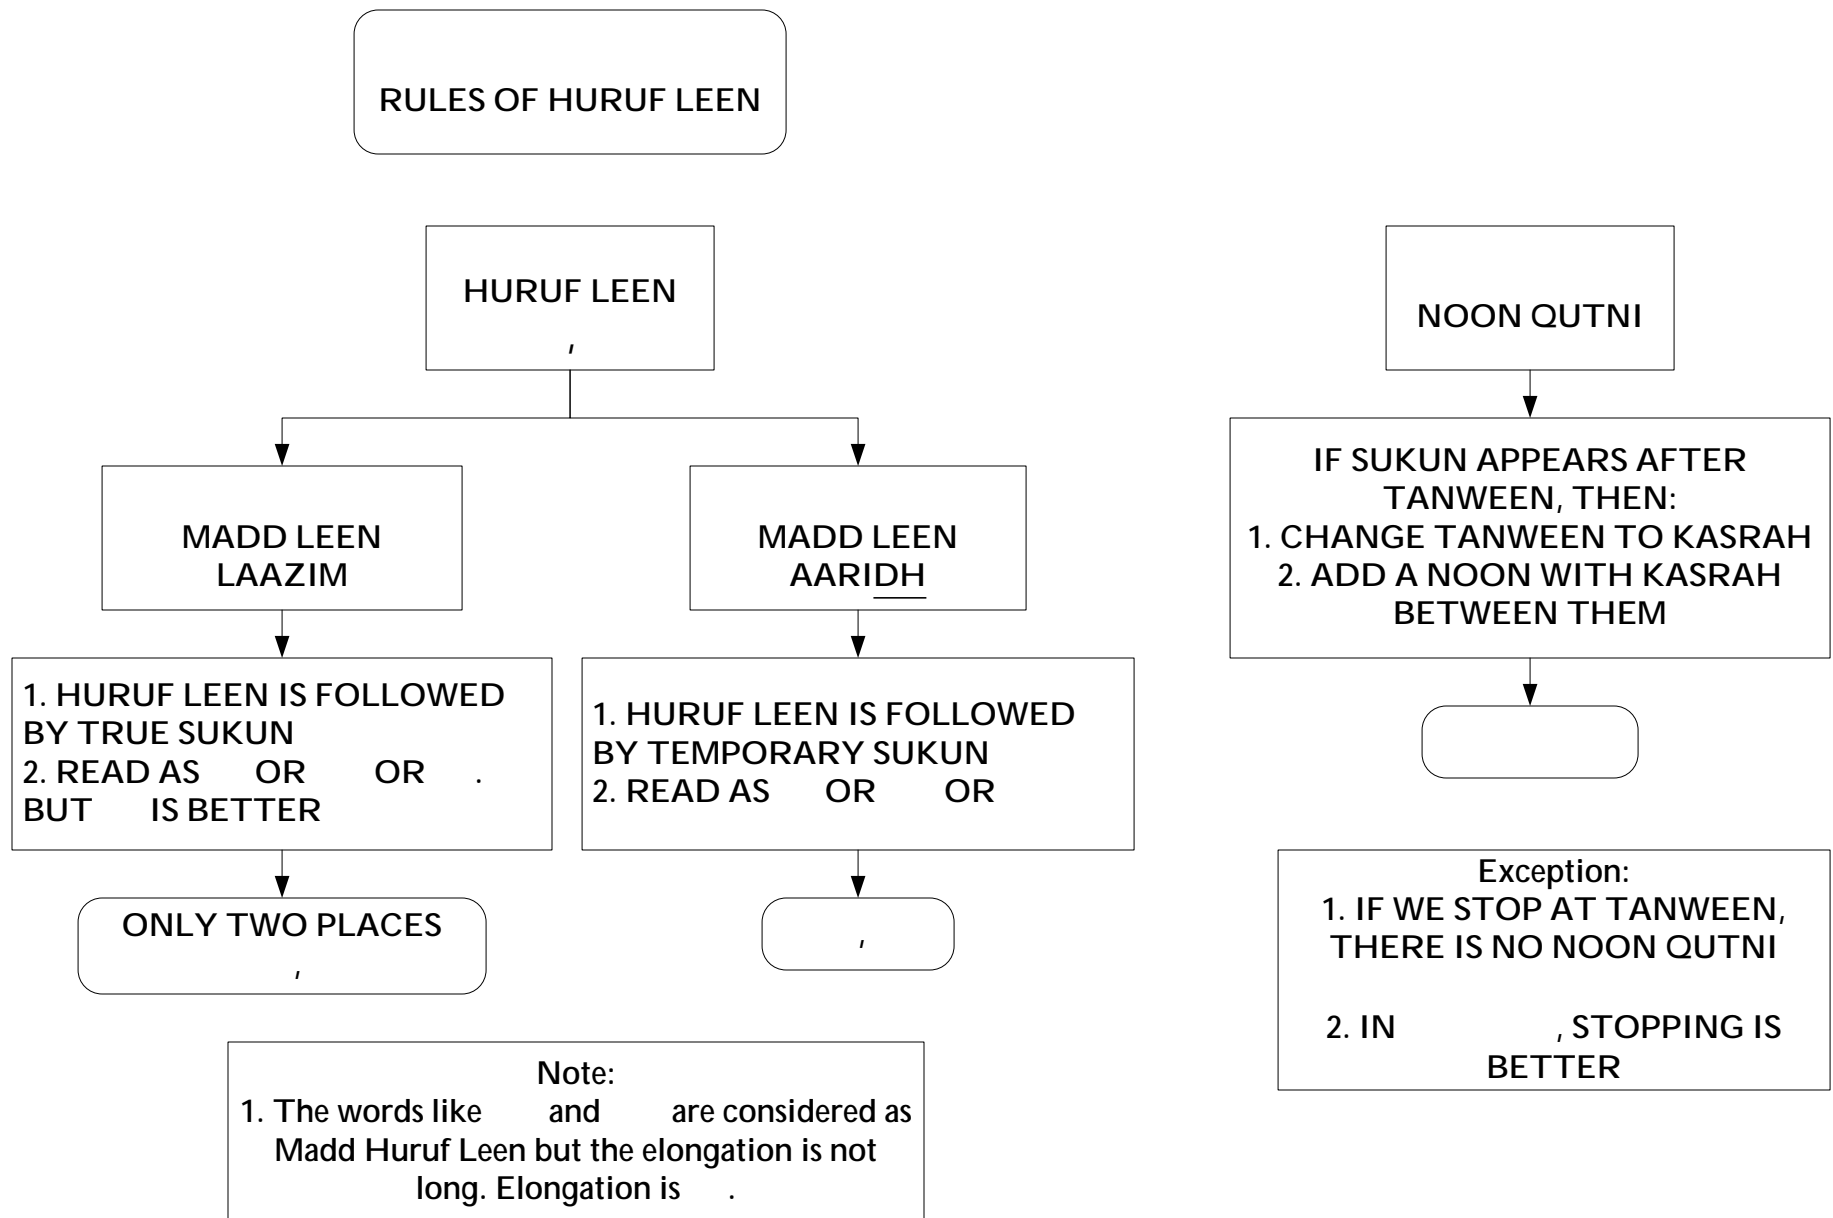 RULES OF HURUF LEEN
HURUF LEEN
,
MADD LEEN
LAAZIM
1. HURUF LEEN IS FOLLOWED
BY TRUE SUKUN
2. READ AS OR OR .
BUT IS BETTER
ONLY TWO PLACES
,
MADD LEEN
AARIDH
1. HURUF LEEN IS FOLLOWED
BY TEMPORARY SUKUN
2. READ AS OR OR
,
Note:
1. The words like and are considered as
Madd Huruf Leen but the elongation is not
long. Elongation is .
NOON QUTNI
IF SUKUN APPEARS AFTER
TANWEEN, THEN:
1. CHANGE TANWEEN TO KASRAH
2. ADD A NOON WITH KASRAH
BETWEEN THEM
Exception:
1. IF WE STOP AT TANWEEN,
THERE IS NO NOON QUTNI
2. IN , STOPPING IS
BETTER